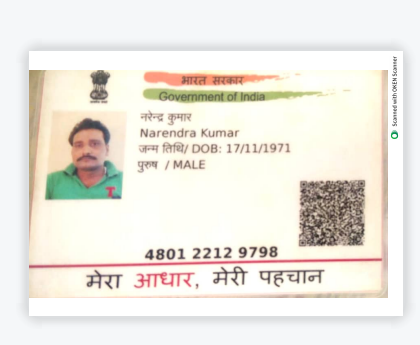 भारत सरकार
Government of India
नरेन्द्र कुमार
Narendra Kumar
जन्म तिथि/ DOB: 17/11/1971
पुरुष / MALE
4801 2212 9798
मेरा आधार, मेरी पहचान
Scanned with OKEN Scanner